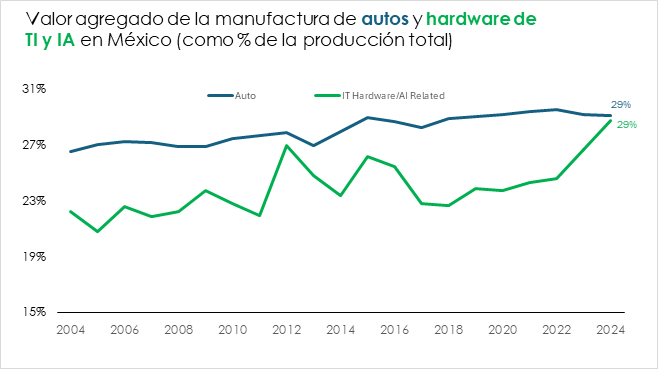 Valor agregado de la manufactura de autos y hardware de
TI y IA en México (como % de la producción total)
31%
27%
23%
19%
15%
Auto
IT Hardware/AI Related
29%
29%
2004 2006 2008 2010 2012 2014 2016 2018 2020 2022 2024